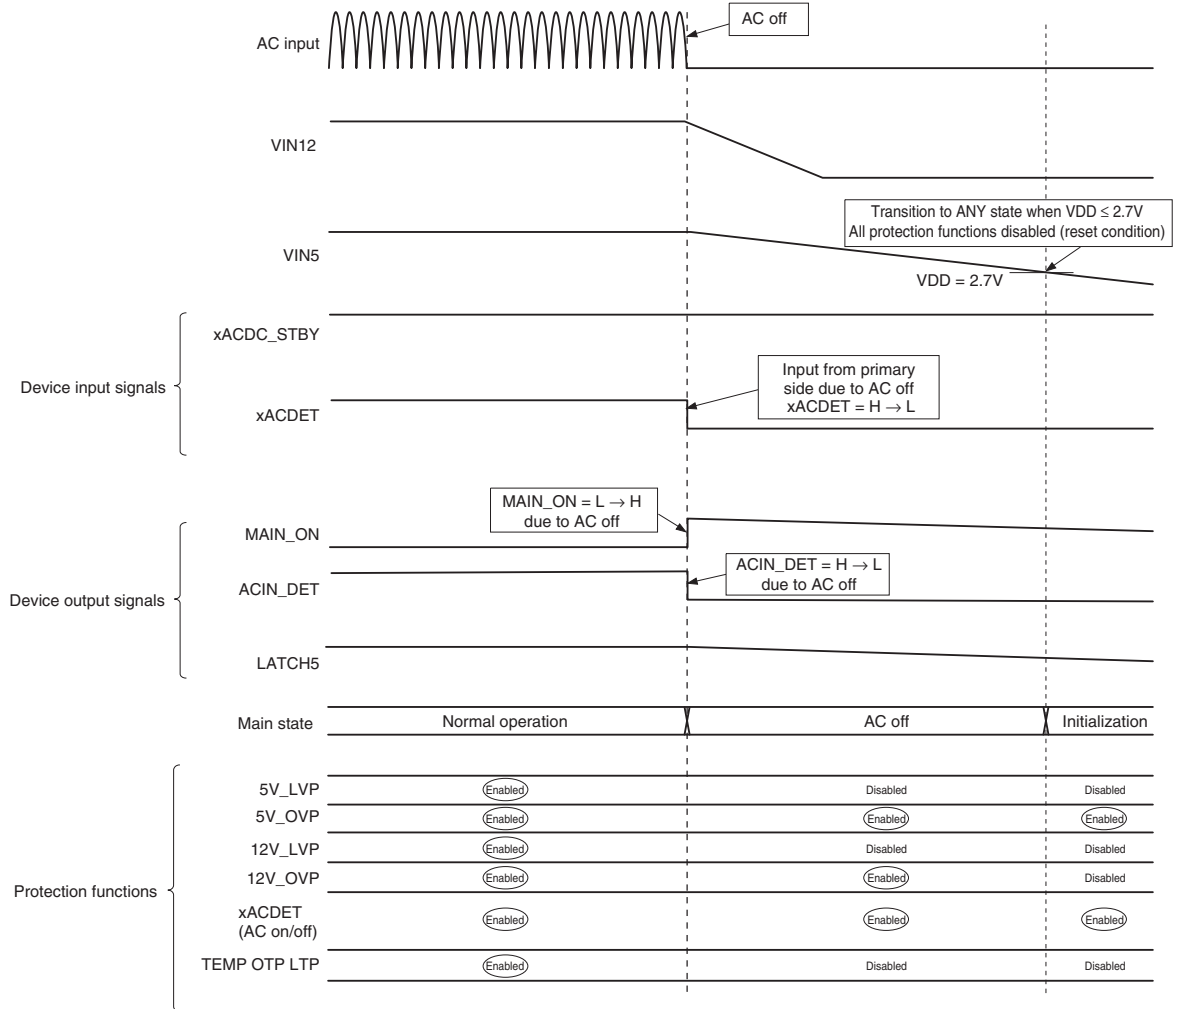 AC input
AC off
VIN12
Transition to ANY state when VDD ≤ 2.7V
All protection functions disabled (reset condition)
VIN5
VDD = 2.7V
xACDC_STBY
Device input signals
xACDET
Input from primary
side due to AC off
xACDET = H → L
MAIN_ON = L → H
due to AC off
MAIN_ON
ACIN_DET = H → L
due to AC off
ACIN_DET
Device output signals
LATCH5
Main state Normal operation AC off Initialization
5V_LVP Enabled Disabled Disabled
5V_OVP Enabled Enabled Enabled
12V_LVP Enabled Disabled Disabled
12V_OVP Enabled Enabled Disabled
Protection functions
xACDET
(AC on/off) Enabled Enabled Enabled
TEMP OTP LTP Enabled Disabled Disabled